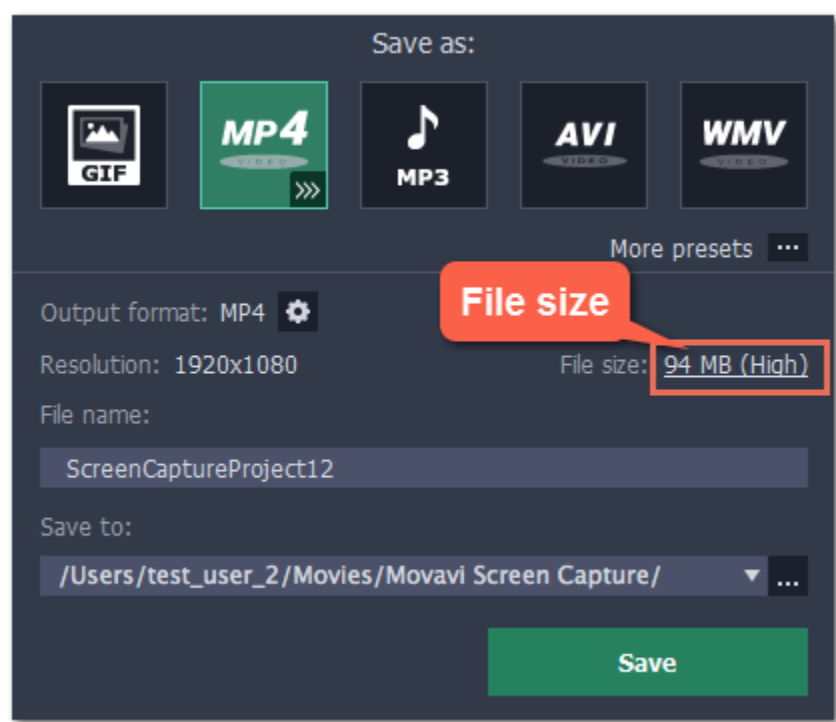 Save as:
GIF
MP4
VIDEO
MP3
AVI
VIDEO
WMV
VIDEO
More presets ...
File size
Output format: MP4
Resolution: 1920x1080 File size: 94 MB (High)
File name:
ScreenCaptureProject12
Save to:
/Users/test_user_2/Movies/Movavi Screen Capture/ ...
Save